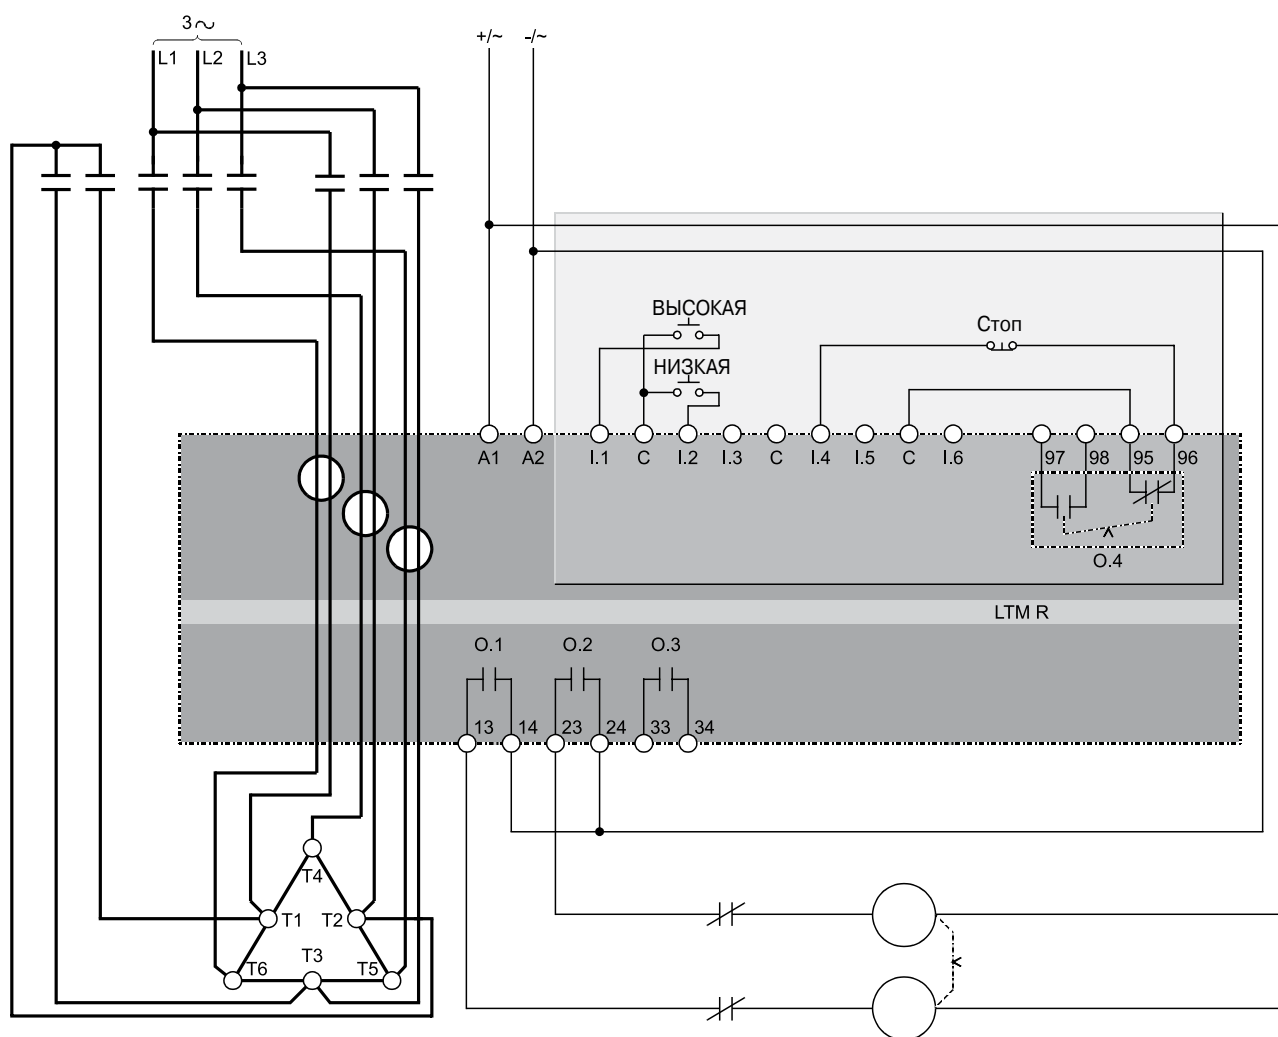 3~
L1 L2 L3
+/~ -/~
ВЫСОКАЯ
Стоп
НИЗКАЯ
A1 A2 I.1 C I.2 I.3 C I.4 I.5 C I.6 97 98 95 96
O.4
LTM R
O.1 O.2 O.3
13 14 23 24 33 34
T4
T1 T2
T3
T6 T5